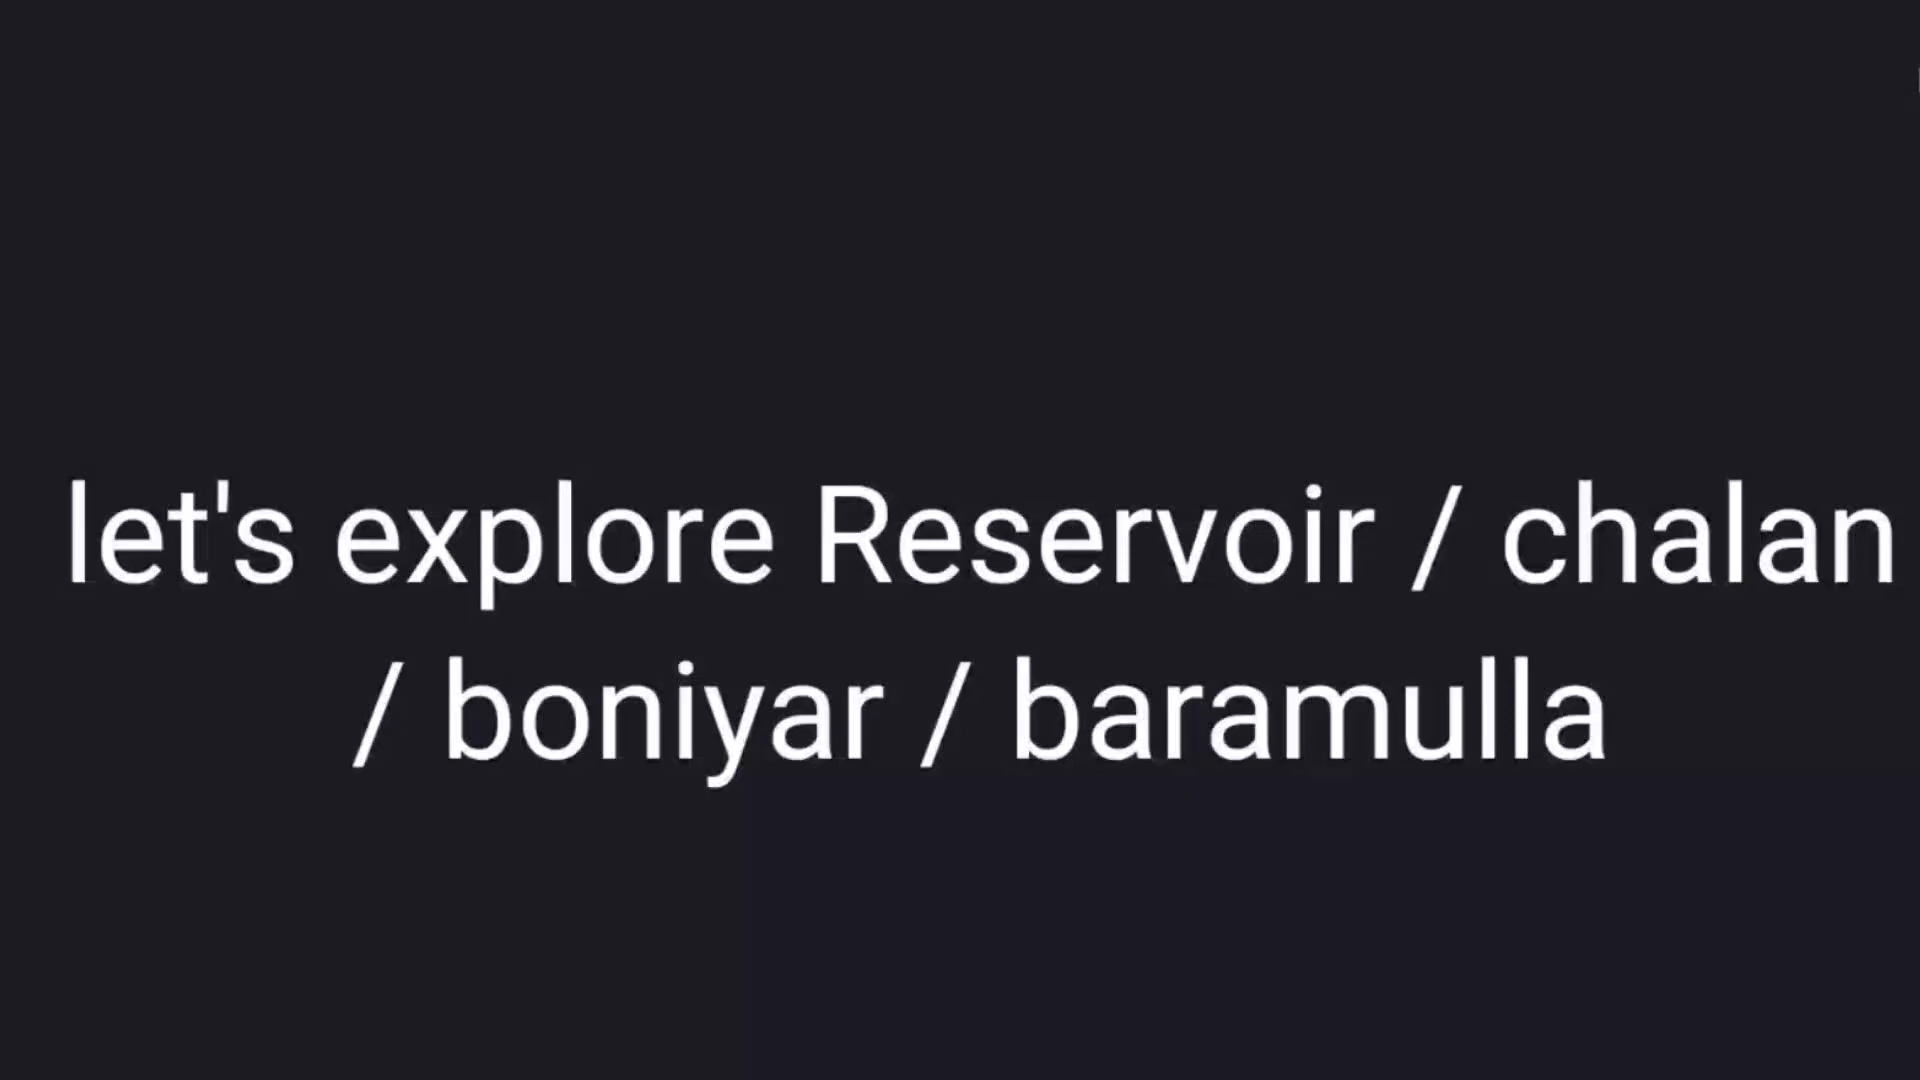 let's explore Reservoir / chalan
/ boniyar / baramulla